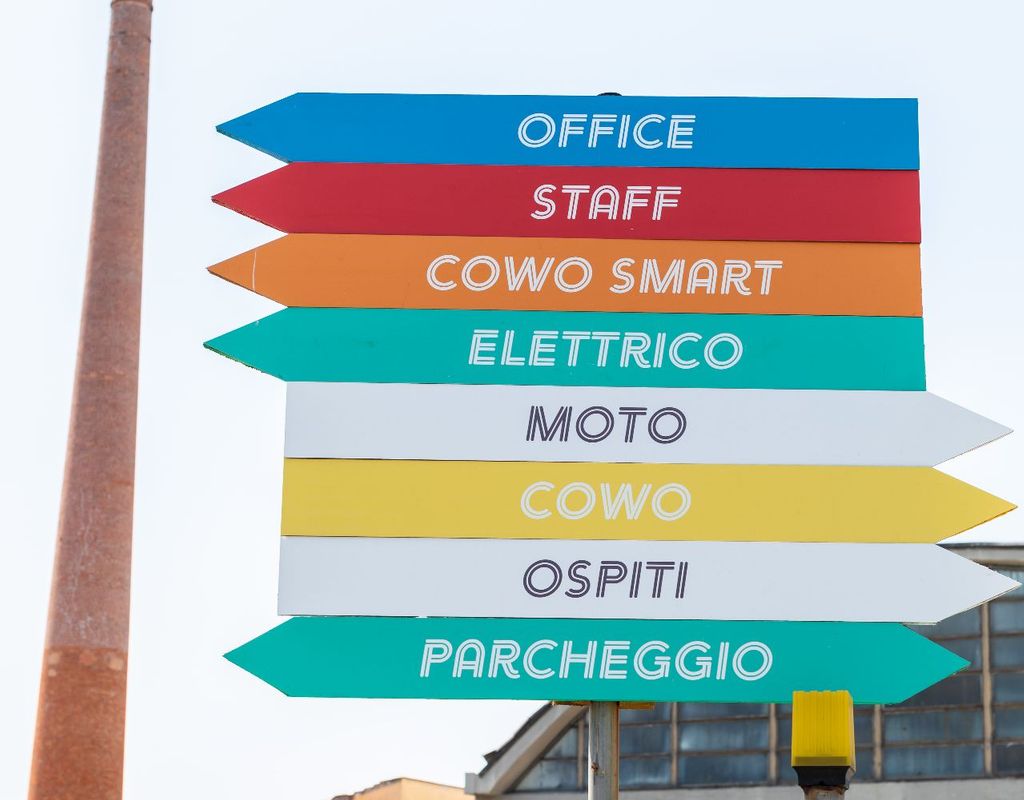 OFFICE
STAFF
COWO SMART
ELETTRICO
MOTO
COWO
OSPITI
PARCHEGGIO